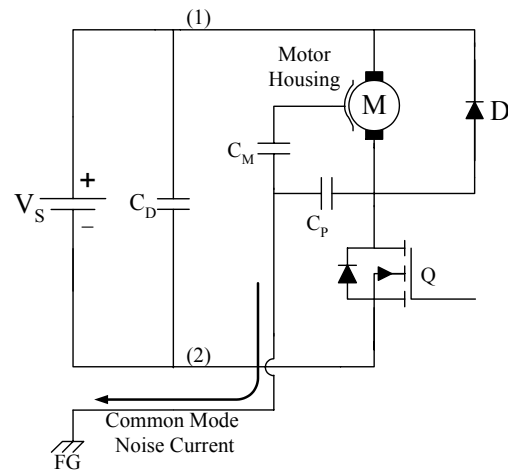 (1)
Motor
Housing
M
D
C_M
+
V_S
−
C_D
C_P
Q
(2)
Common Mode
Noise Current
FG